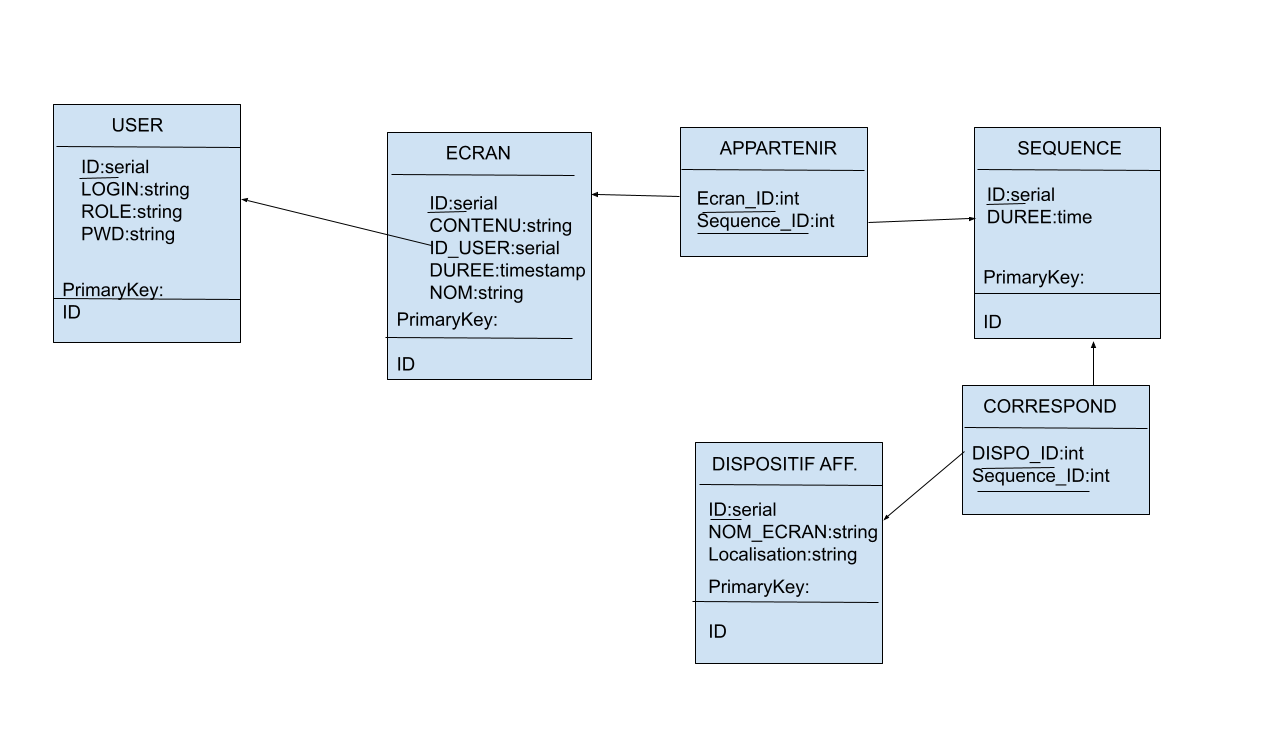 USER
ID:serial
LOGIN:string
ROLE:string
PWD:string
PrimaryKey:
ID
ECRAN
ID:serial
CONTENU:string
ID_USER:serial
DUREE:timestamp
NOM:string
PrimaryKey:
ID
APPARTENIR
Ecran_ID:int
Sequence_ID:int
SEQUENCE
ID:serial
DUREE:time
PrimaryKey:
ID
CORRESPOND
DISPO_ID:int
Sequence_ID:int
DISPOSITIF AFF.
ID:serial
NOM_ECRAN:string
Localisation:string
PrimaryKey:
ID